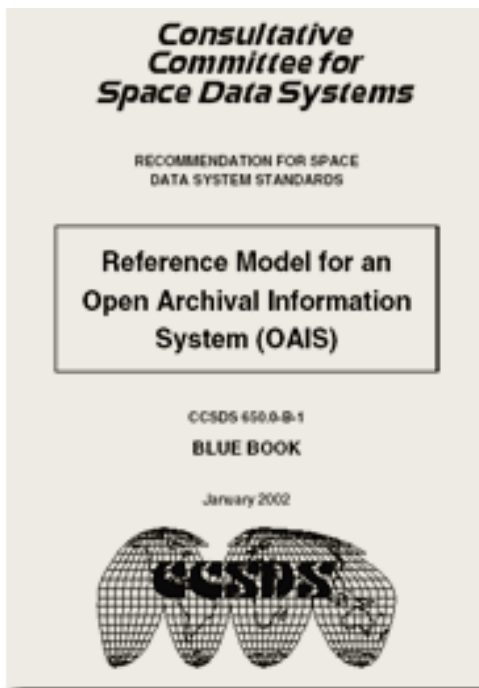 Consultative
Committee for
Space Data Systems
RECOMMENDATION FOR SPACE
DATA SYSTEM STANDARDS
Reference Model for an
Open Archival Information
System (OAIS)
CCSDS 650.0-B-1
BLUE BOOK
January 2002
CCSDS